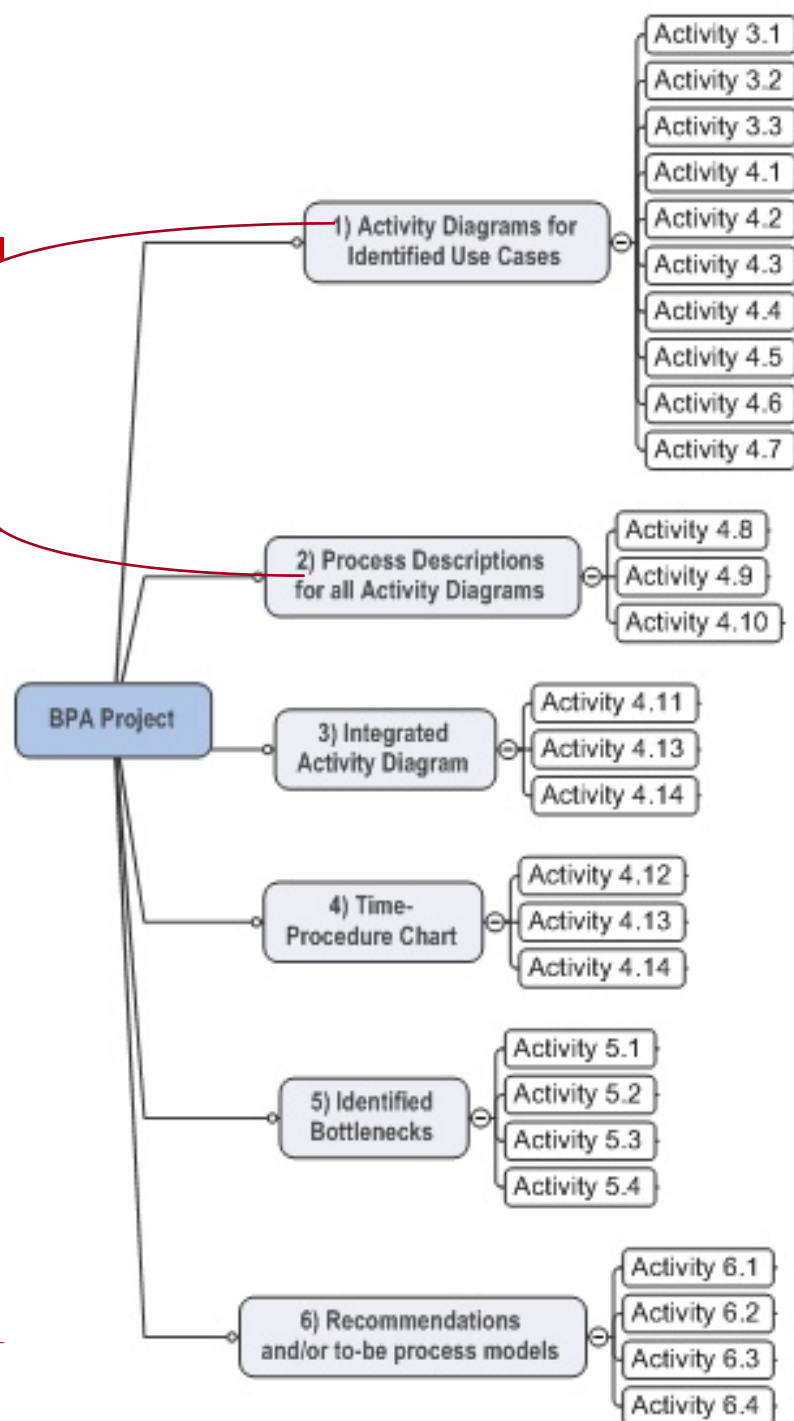 Activity 3.1
Activity 3.2
Activity 3.3
Activity 4.1
1) Activity Diagrams for
Identified Use Cases
Activity 4.2
Activity 4.3
Activity 4.4
Activity 4.5
Activity 4.6
Activity 4.7
2) Process Descriptions
for all Activity Diagrams
Activity 4.8
Activity 4.9
Activity 4.10
BPA Project
3) Integrated
Activity Diagram
Activity 4.11
Activity 4.13
Activity 4.14
4) Time-
Procedure Chart
Activity 4.12
Activity 4.13
Activity 4.14
5) Identified
Bottlenecks
Activity 5.1
Activity 5.2
Activity 5.3
Activity 5.4
6) Recommendations
and/or to-be process models
Activity 6.1
Activity 6.2
Activity 6.3
Activity 6.4